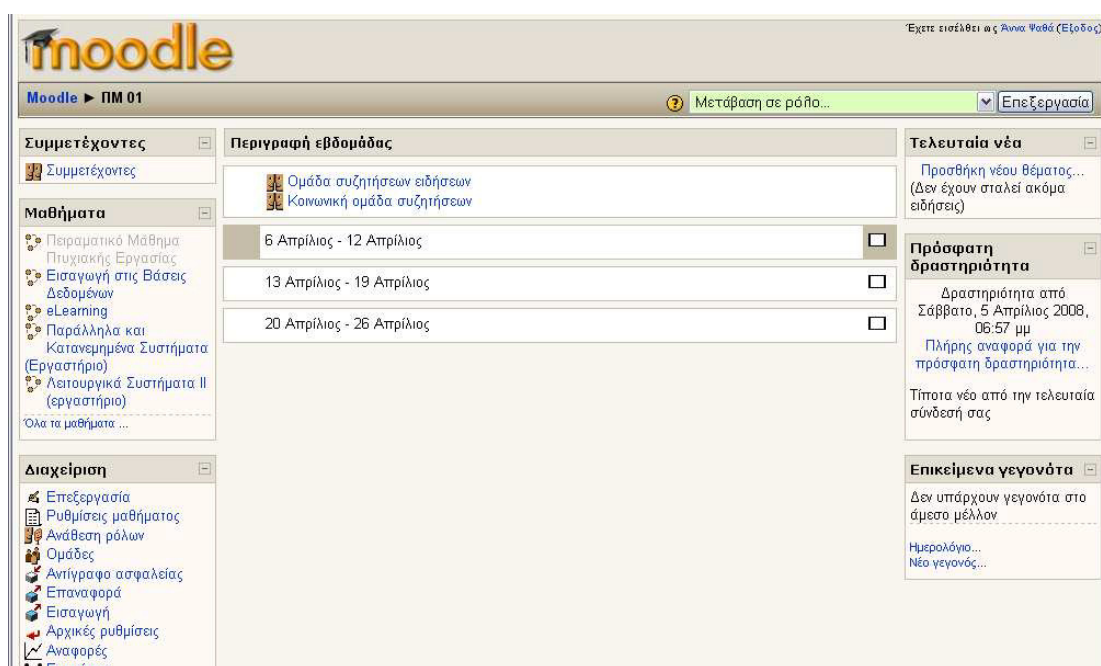 moodle
Έχετε εισέλθει ως Άννα Ψαθά (Έξοδος)
Moodle ► ΠΜ 01
Μετάβαση σε ρόλο...
Επεξεργασία
Συμμετέχοντες
Συμμετέχοντες
Μαθήματα
Πειραματικό Μάθημα
Πτυχιακής Εργασίας
Εισαγωγή στις Βάσεις
Δεδομένων
eLearning
Παράλληλα και
Κατανεμημένα Συστήματα
(Εργαστήριο)
Λειτουργικά Συστήματα ΙΙ
(εργαστήριο)
Όλα τα μαθήματα ...
Διαχείριση
Επεξεργασία
Ρυθμίσεις μαθήματος
Ανάθεση ρόλων
Ομάδες
Αντίγραφο ασφαλείας
Επαναφορά
Εισαγωγή
Αρχικές ρυθμίσεις
Αναφορές
Περιγραφή εβδομάδας
Ομάδα συζητήσεων ειδήσεων
Κοινωνική ομάδα συζητήσεων
6 Απρίλιος - 12 Απρίλιος
13 Απρίλιος - 19 Απρίλιος
20 Απρίλιος - 26 Απρίλιος
Τελευταία νέα
Προσθήκη νέου θέματος...
(Δεν έχουν σταλεί ακόμα
ειδήσεις)
Πρόσφατη
δραστηριότητα
Δραστηριότητα από
Σάββατο, 5 Απρίλιος 2008,
06:57 μμ
Πλήρης αναφορά για την
πρόσφατη δραστηριότητα...
Τίποτα νέο από την τελευταία
σύνδεσή σας
Επικείμενα γεγονότα
Δεν υπάρχουν γεγονότα στο
άμεσο μέλλον
Ημερολόγιο...
Νέο γεγονός...